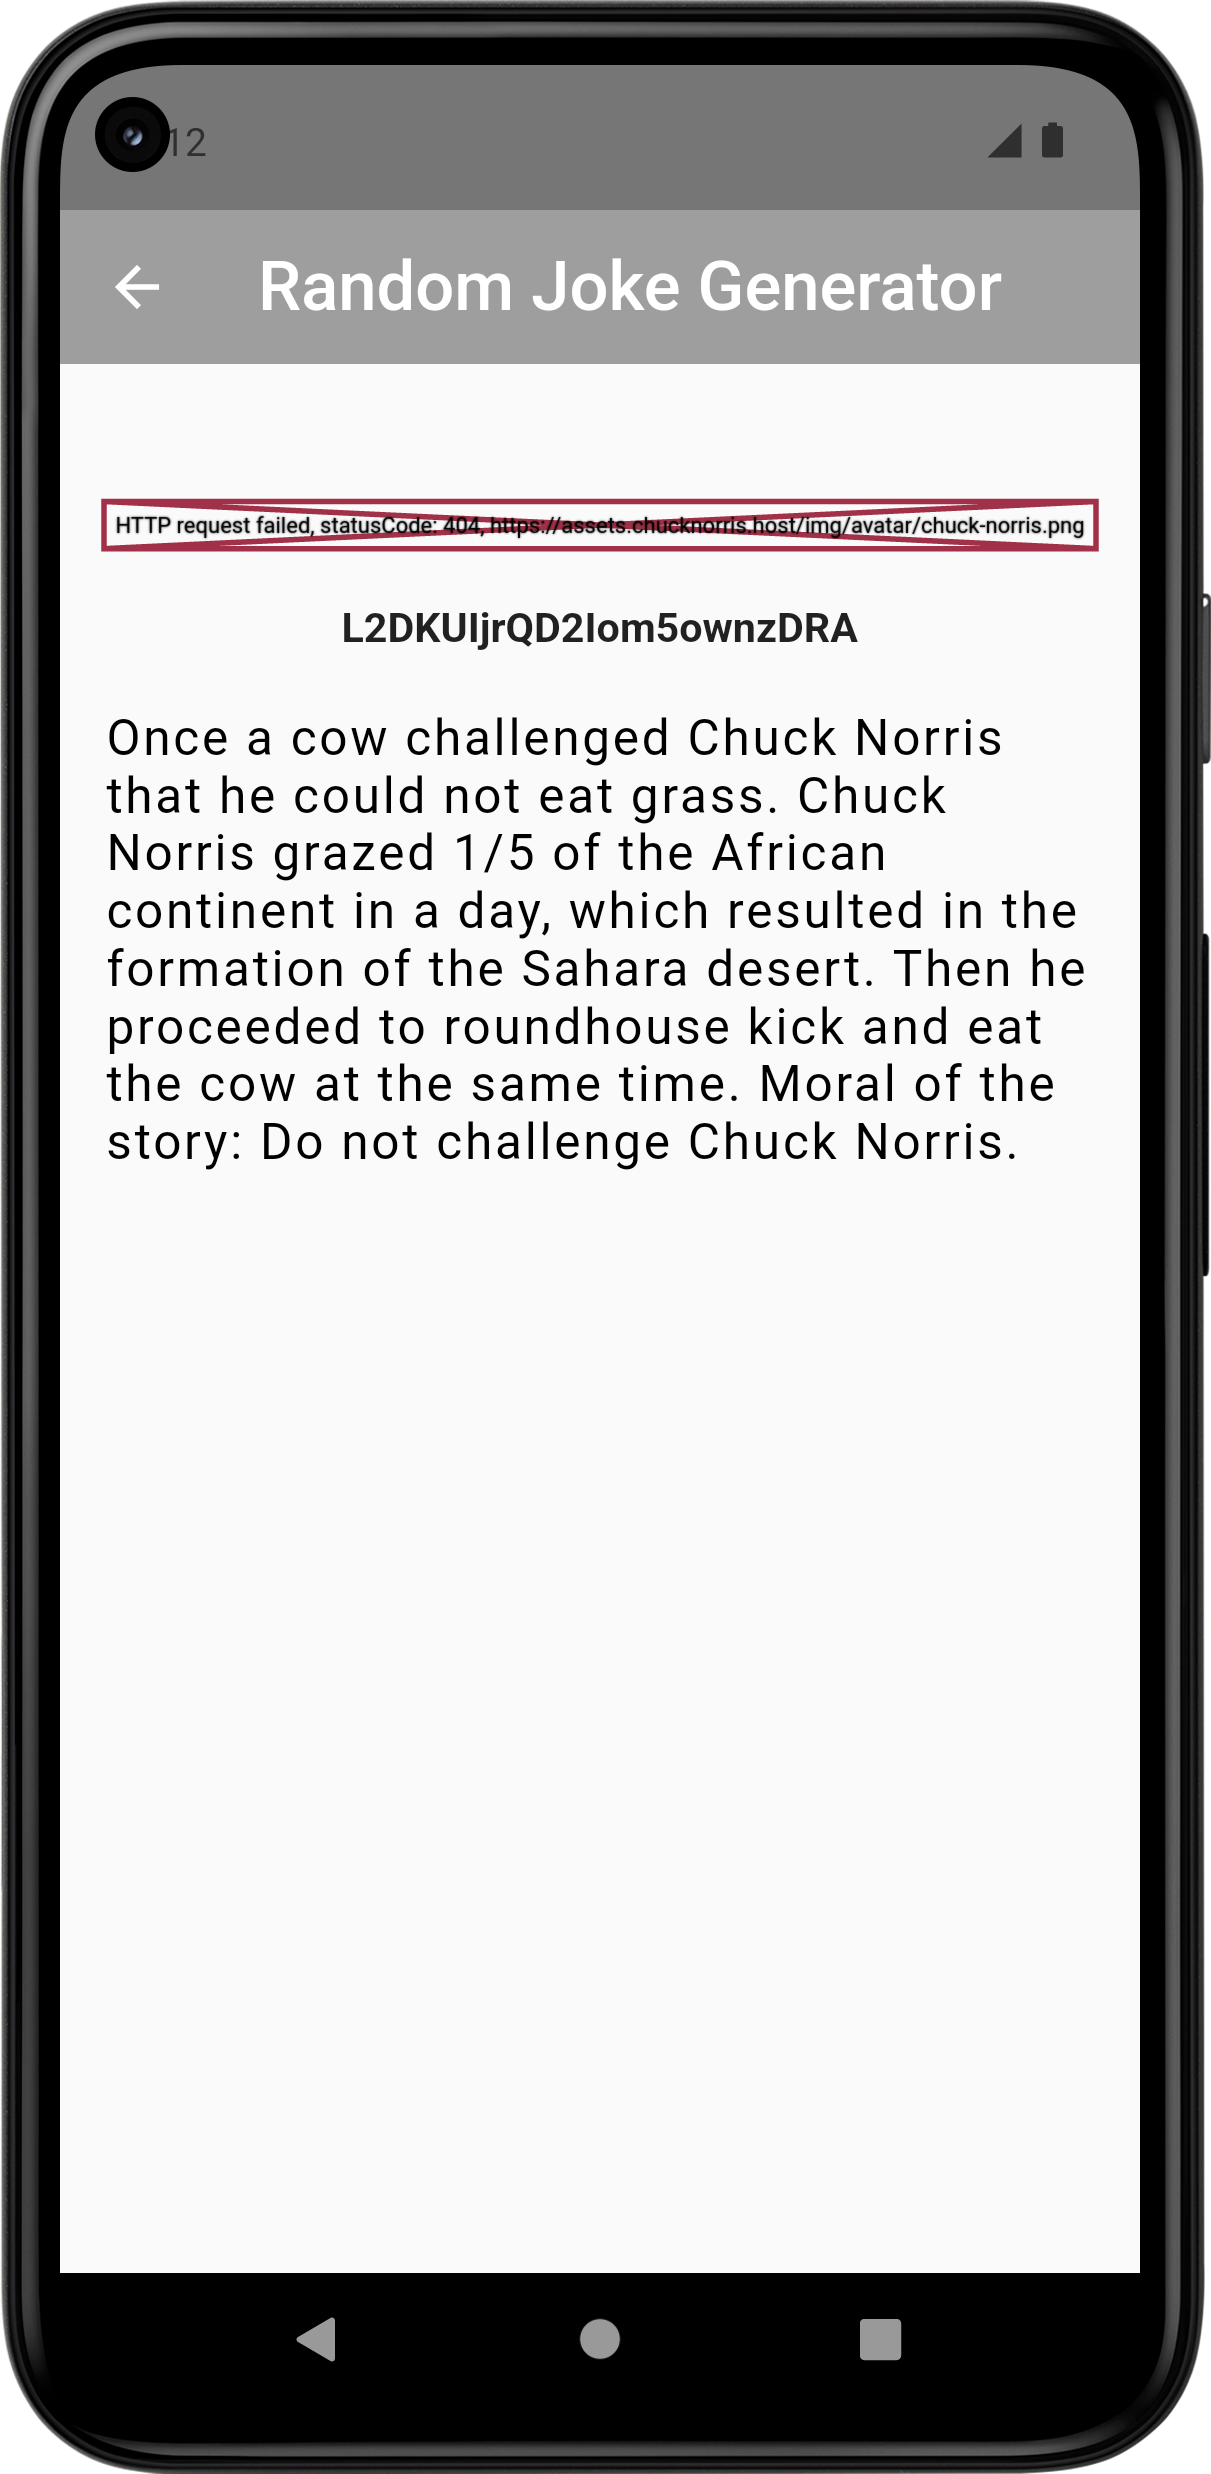 12
Random Joke Generator
HTTP request failed, statusCode: 404, https://assets.chucknorris.host/img/avatar/chuck-norris.png
L2DKUIjrQD2Iom5ownzDRA
Once a cow challenged Chuck Norris
that he could not eat grass. Chuck
Norris grazed 1/5 of the African
continent in a day, which resulted in the
formation of the Sahara desert. Then he
proceeded to roundhouse kick and eat
the cow at the same time. Moral of the
story: Do not challenge Chuck Norris.